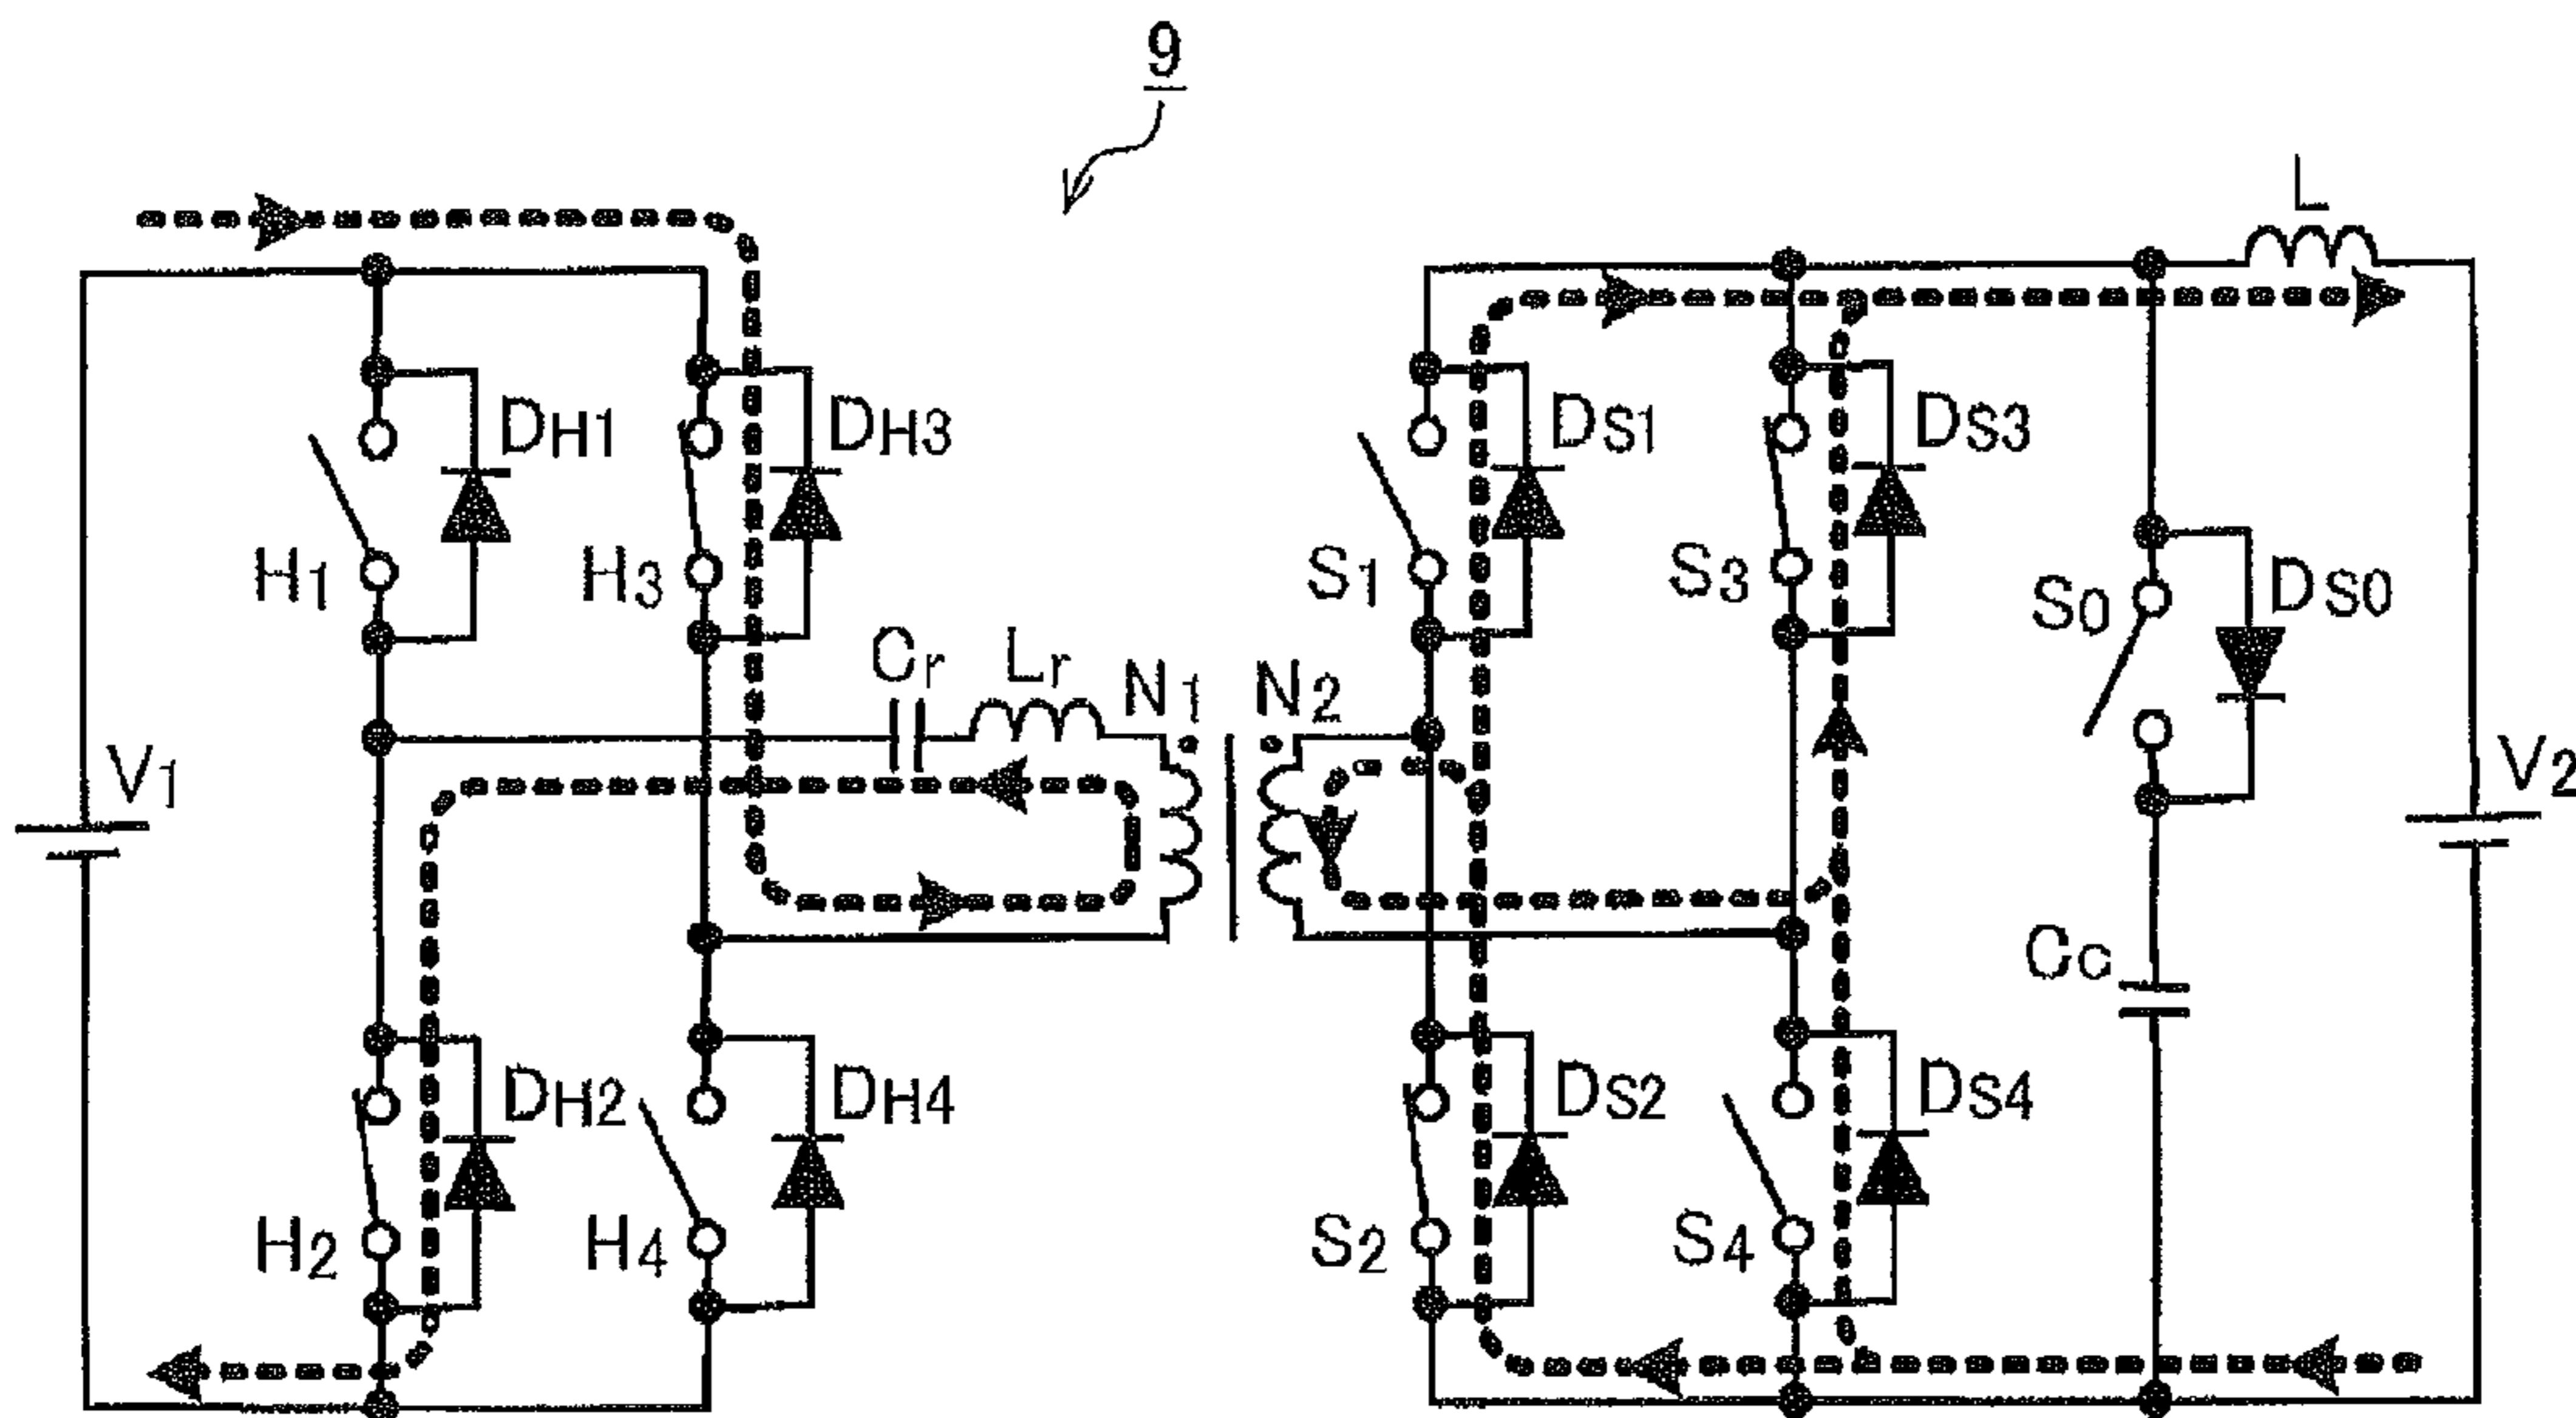 9
L
DH1
DH3
DS1
DS3
H1
H3
S1
S3
S0
DS0
Cr
Lr
N1
N2
V1
V2
Cc
DH2
DH4
DS2
DS4
H2
H4
S2
S4